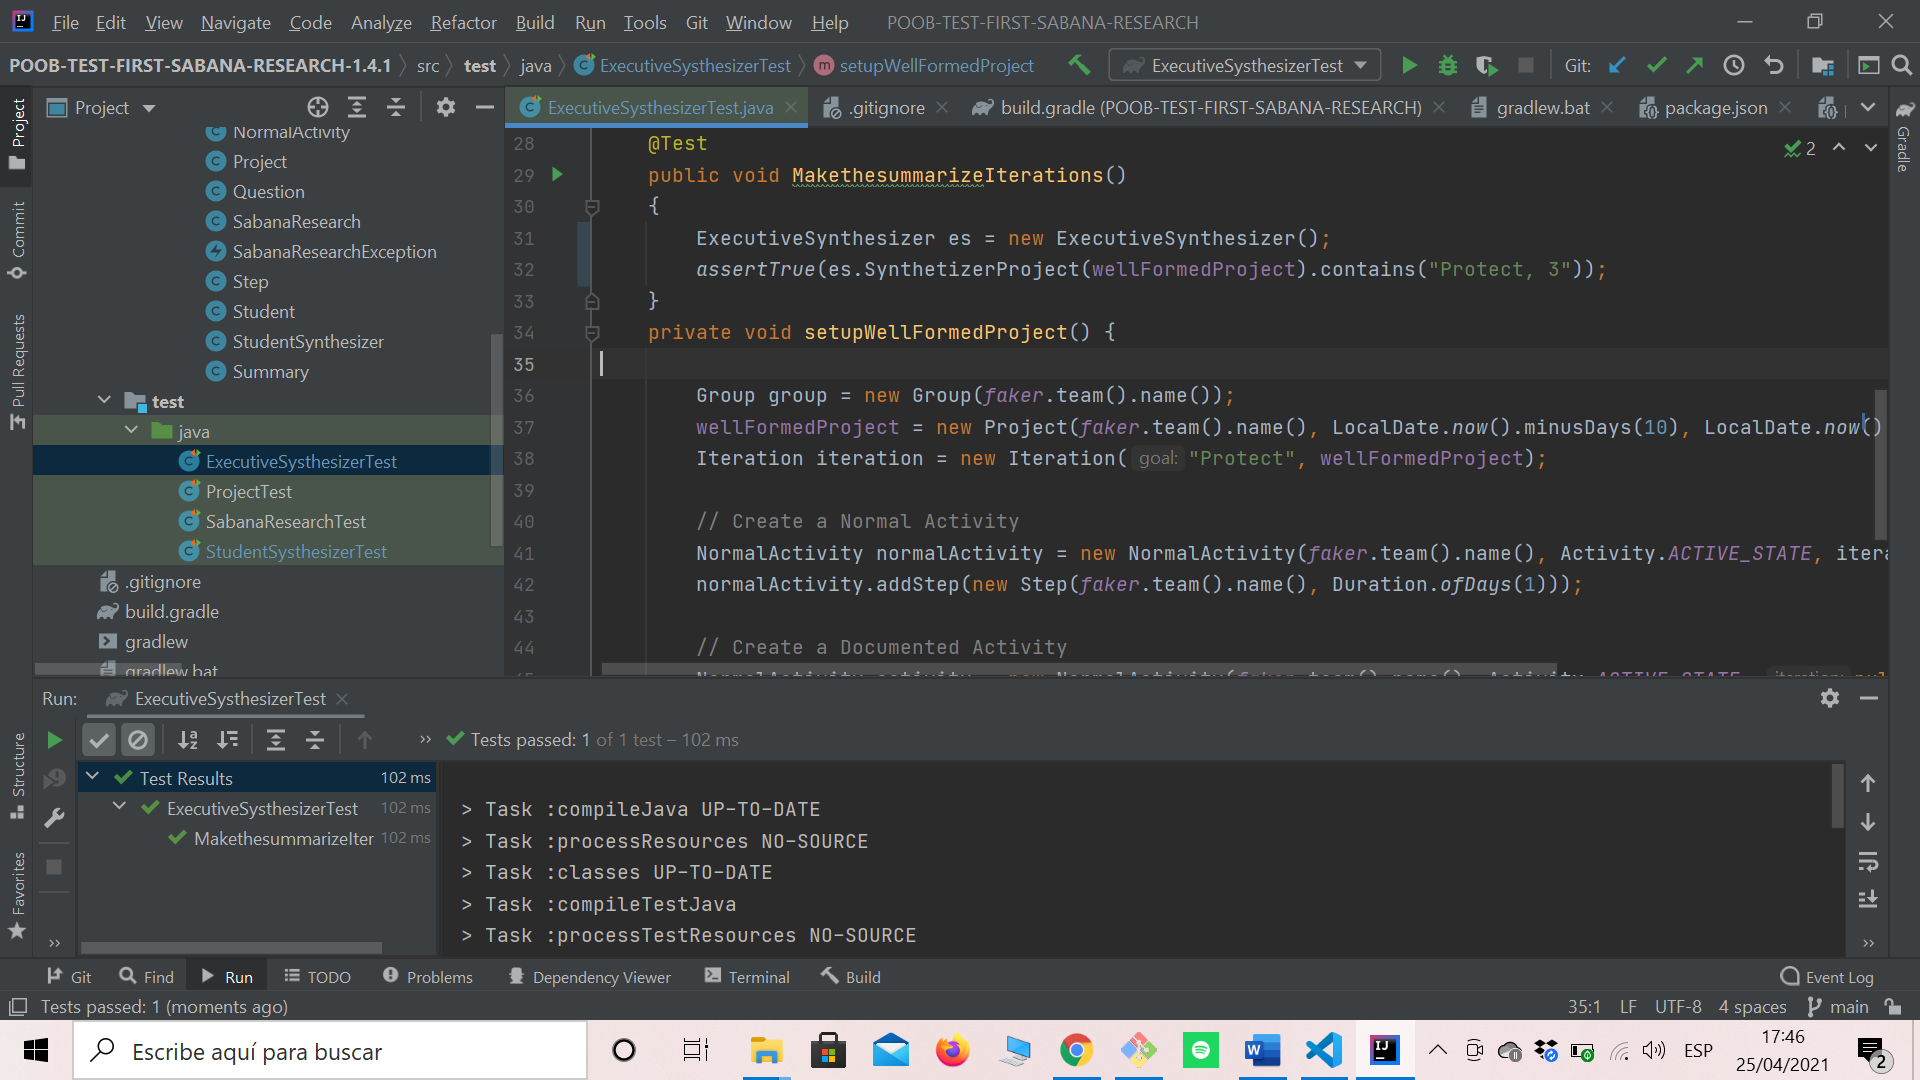 File Edit View Navigate Code Analyze Refactor Build Run Tools Git Window Help POOB-TEST-FIRST-SABANA-RESEARCH
POOB-TEST-FIRST-SABANA-RESEARCH-1.4.1 src test java ExecutiveSysthesizerTest setupWellFormedProject ExecutiveSysthesizerTest Git:
Project
ExecutiveSysthesizerTest.java .gitignore build.gradle (POOB-TEST-FIRST-SABANA-RESEARCH) gradlew.bat package.json
Project
Commit
Pull Requests
Structure
Favorites
Gradle
NormalActivity
Project
Question
SabanaResearch
SabanaResearchException
Step
Student
StudentSynthesizer
Summary
test
java
ExecutiveSysthesizerTest
ProjectTest
SabanaResearchTest
StudentSysthesizerTest
.gitignore
build.gradle
gradlew
gradlew.bat
2
28 @Test
29 public void MakethesummarizeIterations()
30 {
31 ExecutiveSynthesizer es = new ExecutiveSynthesizer();
32 assertTrue(es.SynthetizerProject(wellFormedProject).contains("Protect, 3"));
33 }
34 private void setupWellFormedProject() {
35
36 Group group = new Group(faker.team().name());
37 wellFormedProject = new Project(faker.team().name(), LocalDate.now().minusDays(10), LocalDate.now()
38 Iteration iteration = new Iteration( goal: "Protect", wellFormedProject);
39
40 // Create a Normal Activity
41 NormalActivity normalActivity = new NormalActivity(faker.team().name(), Activity.ACTIVE_STATE, itera
42 normalActivity.addStep(new Step(faker.team().name(), Duration.ofDays(1)));
43
44 // Create a Documented Activity
Run: ExecutiveSysthesizerTest
Tests passed: 1 of 1 test – 102 ms
Test Results 102 ms
ExecutiveSysthesizerTest 102 ms
MakethesummarizeIter 102 ms
> Task :compileJava UP-TO-DATE
> Task :processResources NO-SOURCE
> Task :classes UP-TO-DATE
> Task :compileTestJava
> Task :processTestResources NO-SOURCE
Git Find Run TODO Problems Dependency Viewer Terminal Build Event Log
Tests passed: 1 (moments ago) 35:1 LF UTF-8 4 spaces main
Escribe aquí para buscar
ESP
17:46
25/04/2021
2